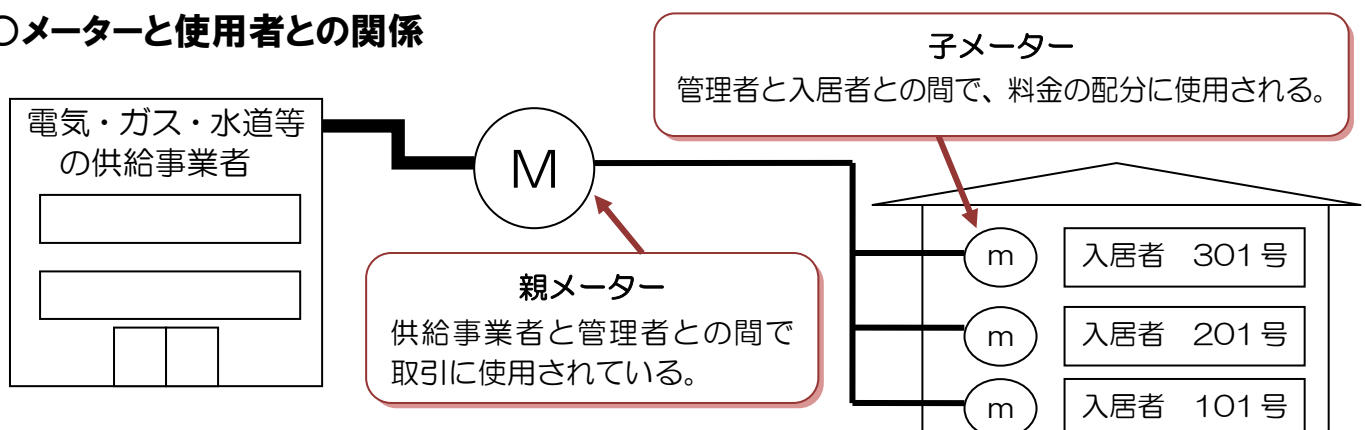 ○メーターと使用者との関係
電気・ガス・水道等
の供給事業者
M
子メーター
管理者と入居者との間で、料金の配分に使用される。
親メーター
供給事業者と管理者との間で
取引に使用されている。
m
入居者　301号
m
入居者　201号
m
入居者　101号